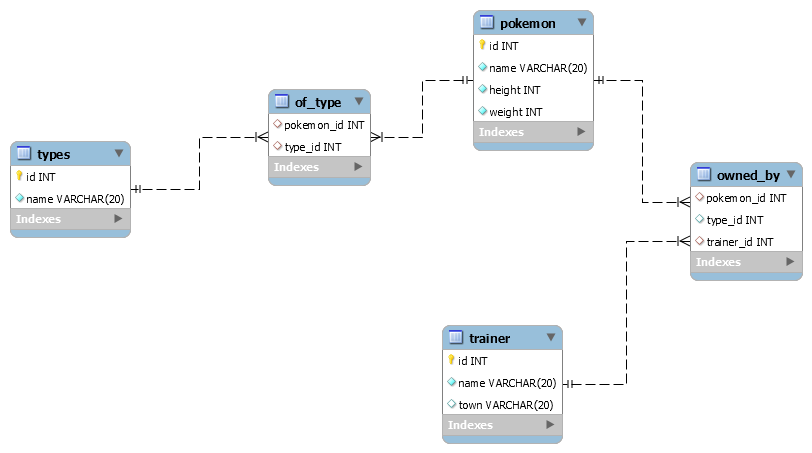 pokemon
id INT
name VARCHAR(20)
height INT
weight INT
Indexes
of_type
pokemon_id INT
type_id INT
Indexes
types
id INT
name VARCHAR(20)
Indexes
owned_by
pokemon_id INT
type_id INT
trainer_id INT
Indexes
trainer
id INT
name VARCHAR(20)
town VARCHAR(20)
Indexes